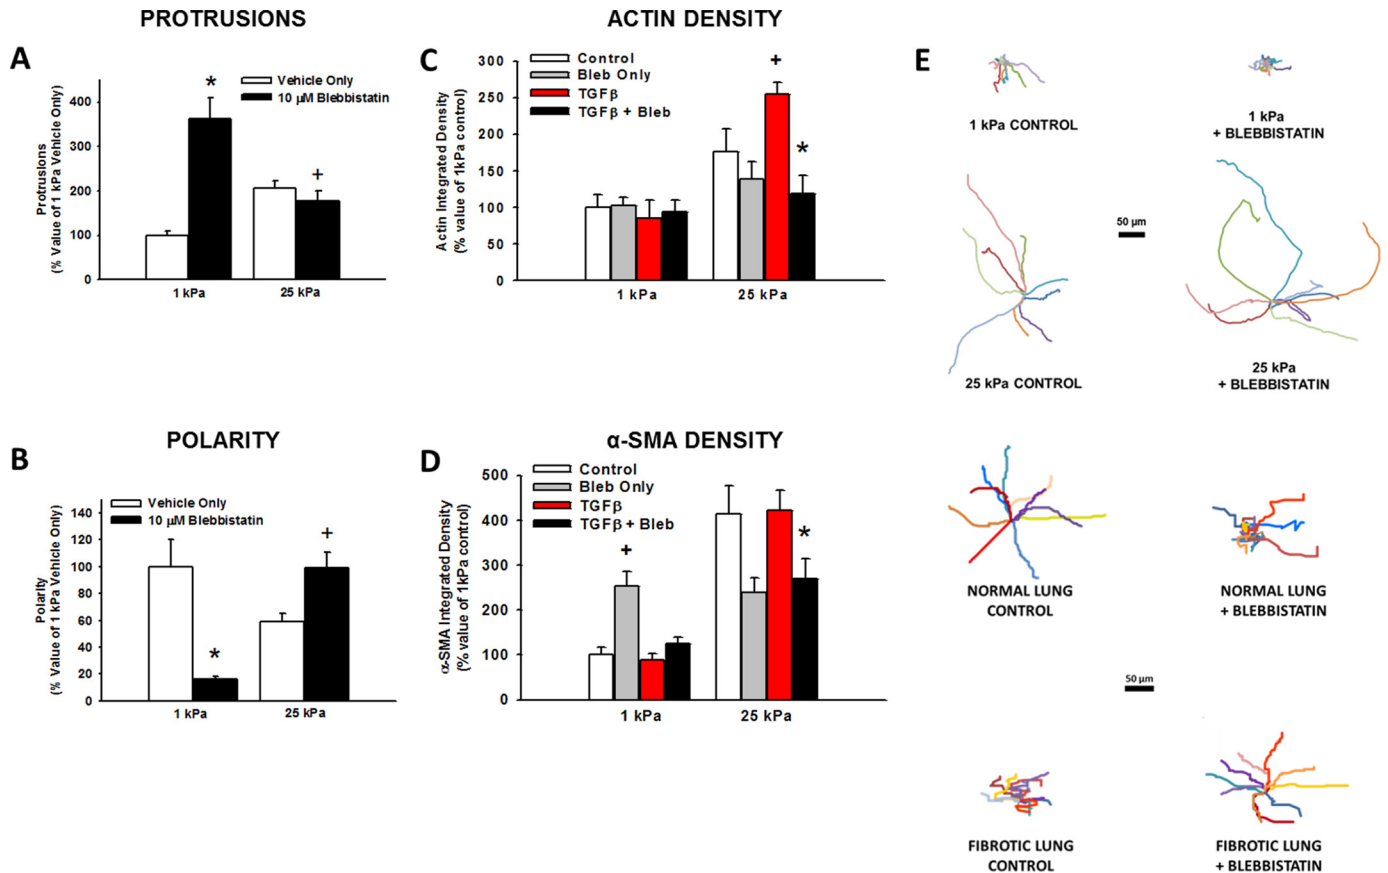 PROTRUSIONS
A
Vehicle Only
10 µM Blebbistatin
Protrusions
(% Value of 1 kPa Vehicle Only)
400
300
200
100
0
*
+
1 kPa
25 kPa
ACTIN DENSITY
C
Control
Bleb Only
TGFβ
TGFβ + Bleb
Actin Integrated Density
(% value of 1kPa control)
300
250
200
150
100
50
0
+
*
1 kPa
25 kPa
POLARITY
B
Vehicle Only
10 µM Blebbistatin
Polarity
(% Value of 1 kPa Vehicle Only)
140
120
100
80
60
40
20
0
*
+
1 kPa
25 kPa
α-SMA DENSITY
D
Control
Bleb Only
TGFβ
TGFβ + Bleb
α-SMA Integrated Density
(% value of 1kPa control)
500
400
300
200
100
0
+
*
1 kPa
25 kPa
E
1 kPa CONTROL
1 kPa
+ BLEBBISTATIN
50 µm
25 kPa CONTROL
25 kPa
+ BLEBBISTATIN
NORMAL LUNG
CONTROL
NORMAL LUNG
+ BLEBBISTATIN
50 µm
FIBROTIC LUNG
CONTROL
FIBROTIC LUNG
+ BLEBBISTATIN